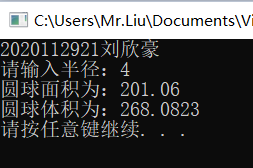 C:\Users\Mr.Liu\Documents\Vi
2020112921刘欣豪
请输入半径：4
圆球面积为：201.06
圆球体积为：268.0823
请按任意键继续. . .